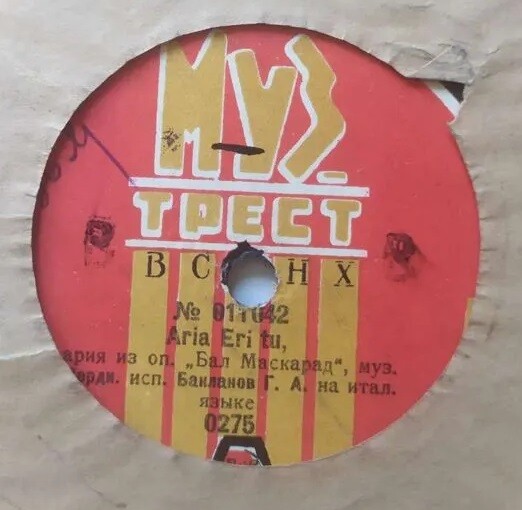 МУЗ
ТРЕСТ
ВСНХ
№ 011042
Aria Eri tu,
ария из оп. „Бал Маскарад", муз.
исп. Бакланов Г. А. на итал.
языке
0275